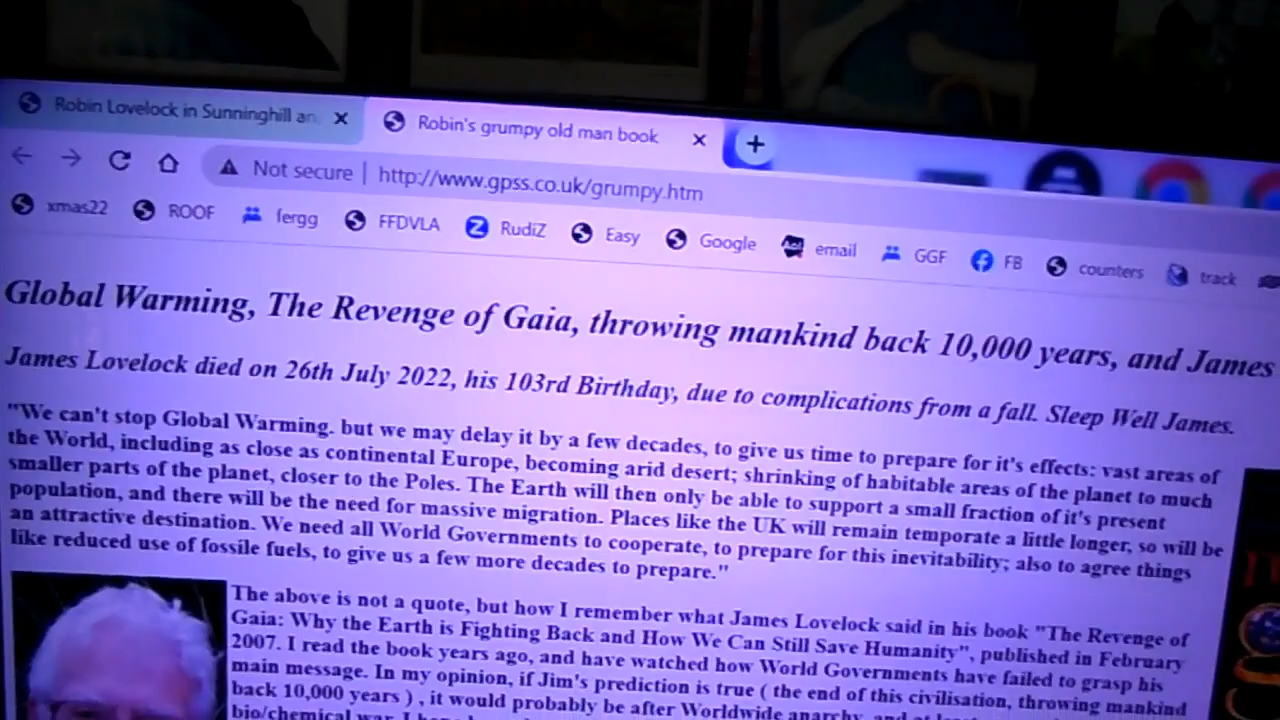 Robin Lovelock in Sunninghill an
Robin's grumpy old man book
Not secure | http://www.gpss.co.uk/grumpy.htm
xmas22 ROOF fergg FFDVLA RudiZ Easy Google email GGF FB counters track
Global Warming, The Revenge of Gaia, throwing mankind back 10,000 years, and James
James Lovelock died on 26th July 2022, his 103rd Birthday, due to complications from a fall. Sleep Well James.
"We can't stop Global Warming. but we may delay it by a few decades, to give us time to prepare for it's effects: vast areas of
the World, including as close as continental Europe, becoming arid desert; shrinking of habitable areas of the planet to much
smaller parts of the planet, closer to the Poles. The Earth will then only be able to support a small fraction of it's present
population, and there will be the need for massive migration. Places like the UK will remain temporate a little longer, so will be
an attractive destination. We need all World Governments to cooperate, to prepare for this inevitability; also to agree things
like reduced use of fossile fuels, to give us a few more decades to prepare."
The above is not a quote, but how I remember what James Lovelock said in his book "The Revenge of
Gaia: Why the Earth is Fighting Back and How We Can Still Save Humanity", published in February
2007. I read the book years ago, and have watched how World Governments have failed to grasp his
main message. In my opinion, if Jim's prediction is true ( the end of this civilisation, throwing mankind
back 10,000 years ) , it would probably be after Worldwide anarchy, and at
bio/chemical war. I